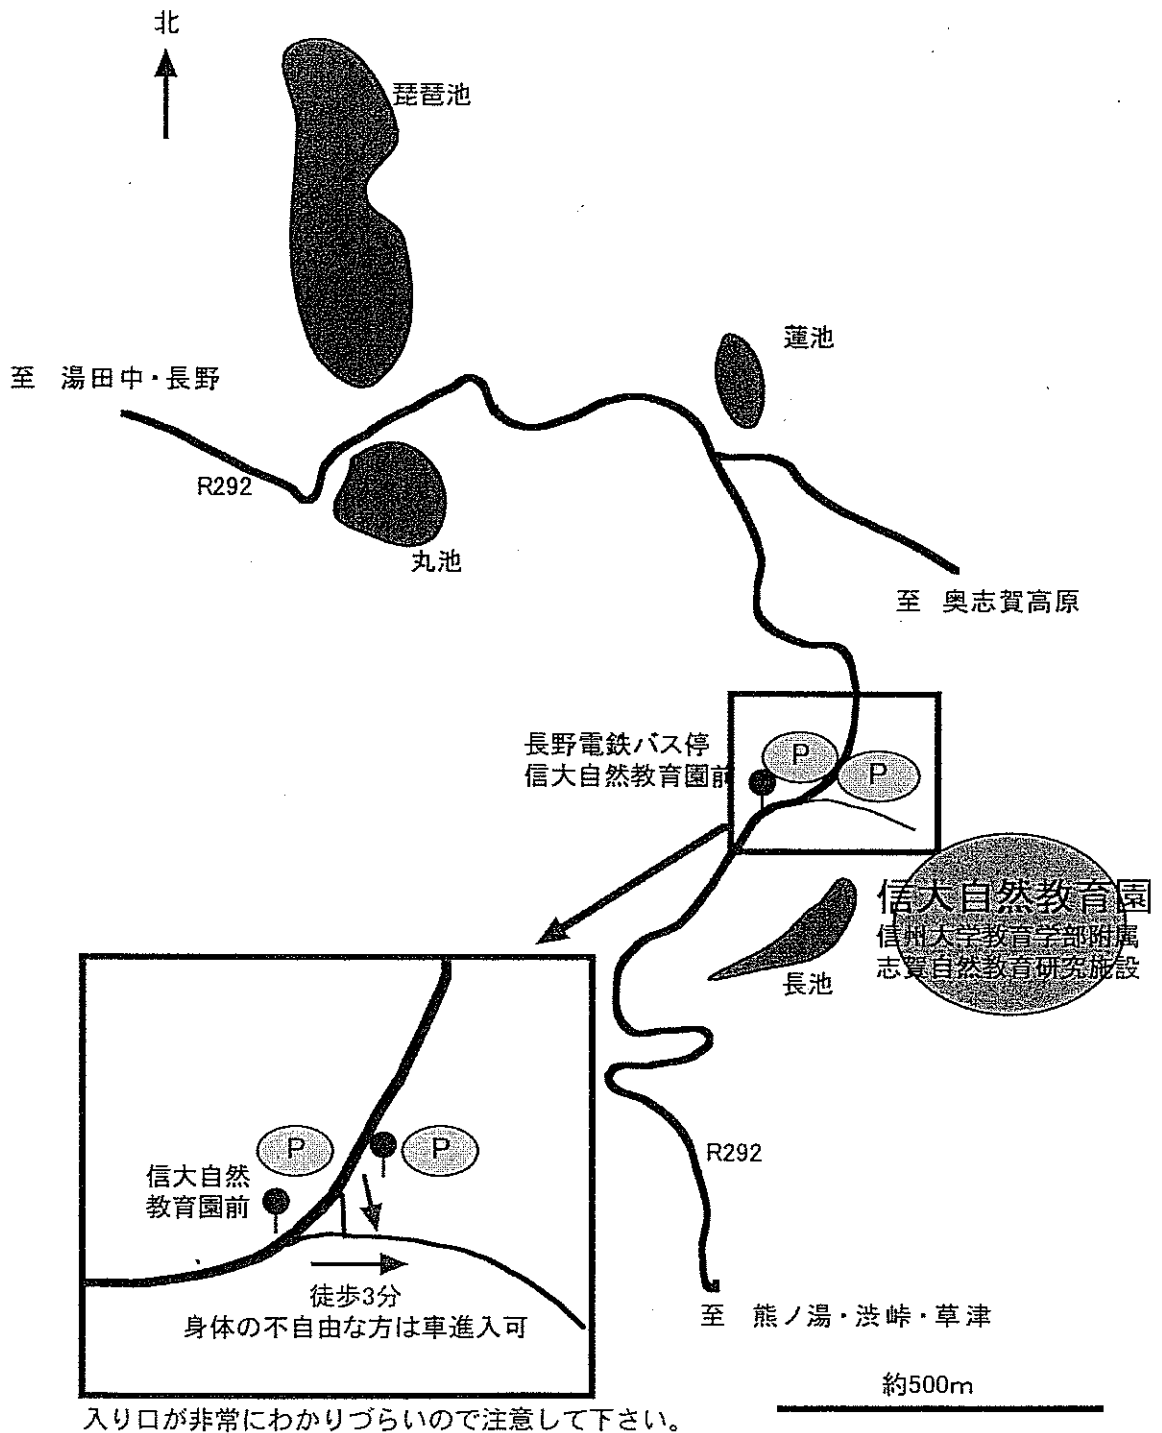 北
琵琶池
蓮池
至 湯田中・長野
R292
丸池
至 奥志賀高原
長野電鉄バス停
信大自然教育園前
P
P
信大自然教育園
信州大学教育学部附属
志賀自然教育研究施設
長池
P
P
信大自然
教育園前
R292
徒歩3分
身体の不自由な方は車進入可
至 熊ノ湯・渋峠・草津
約500m
入り口が非常にわかりづらいので注意して下さい。